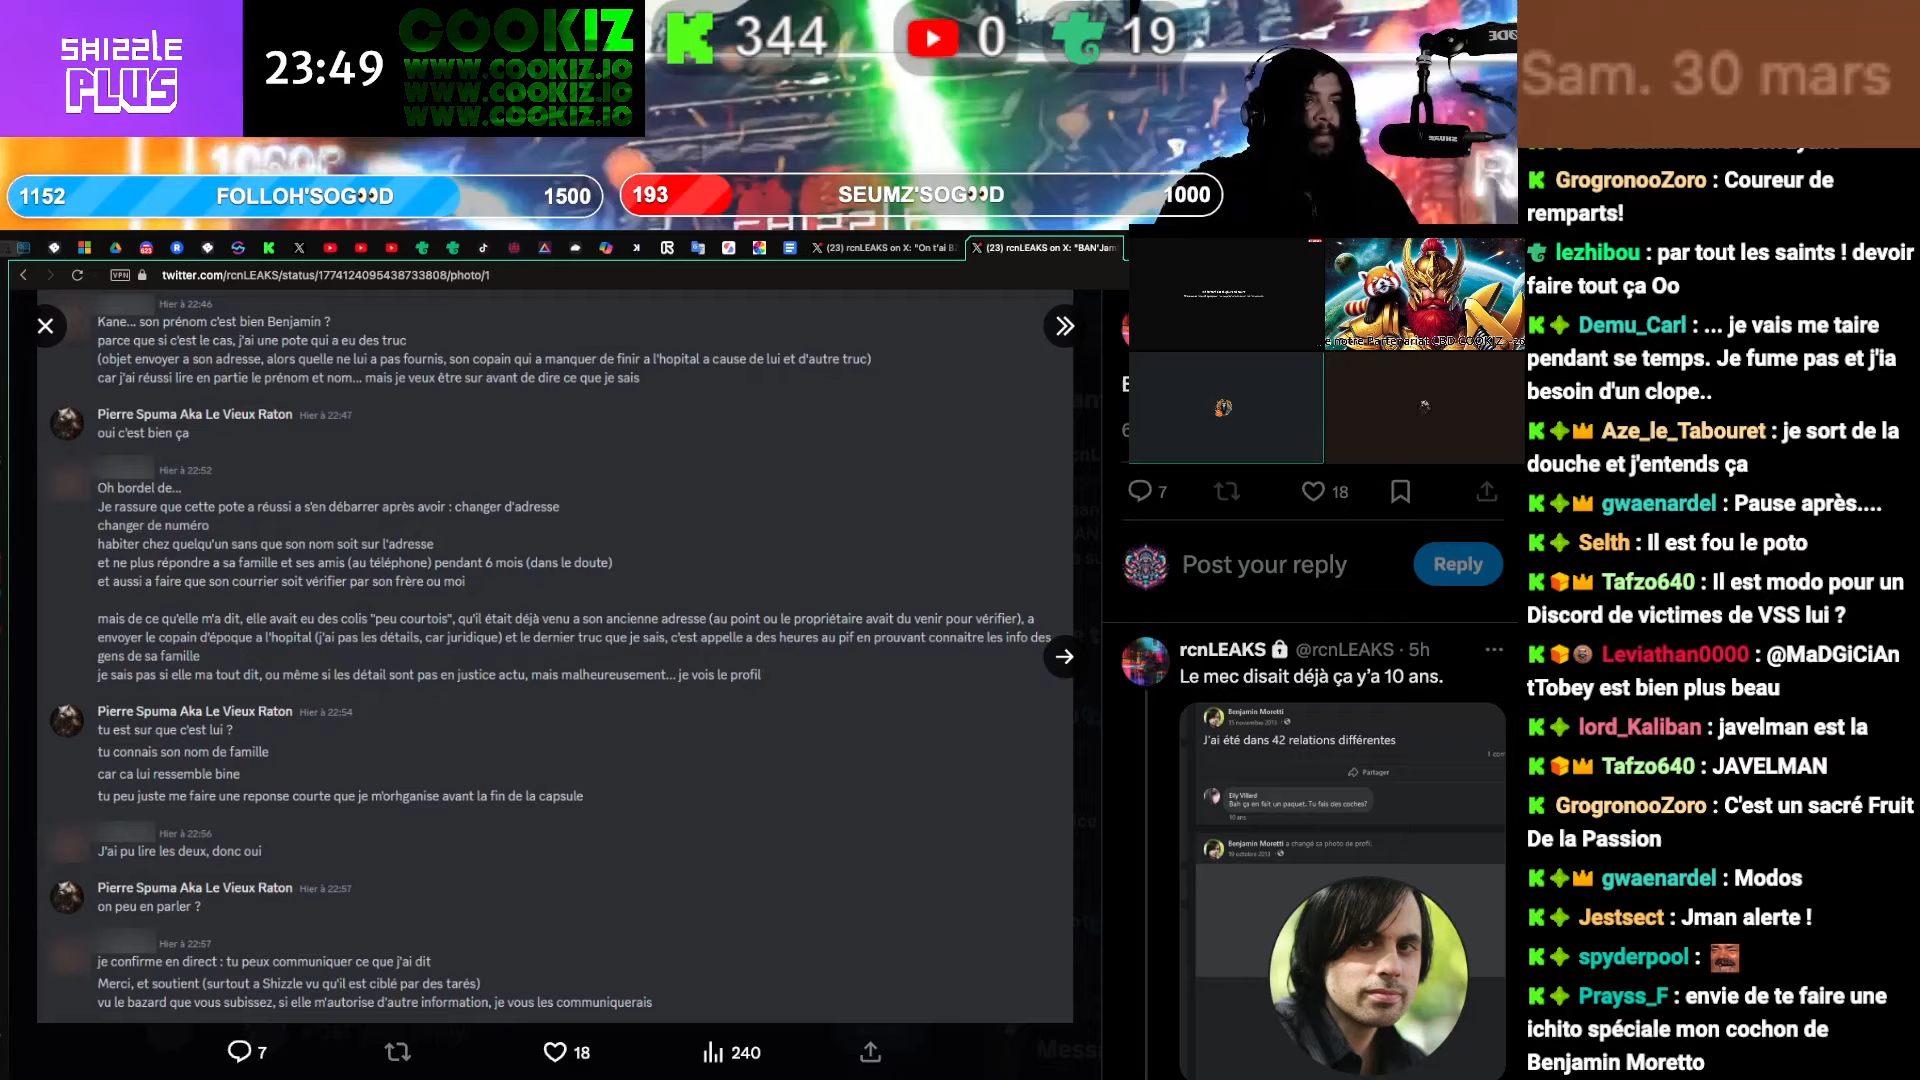 SHIZZLE
PLUS
23:49
COOKIZ
WWW.COOKIZ.IO
WWW.COOKIZ.IO
WWW.COOKIZ.IO
344
0
19
Sam. 30 mars
1152
FOLLOH'SOG👀D
1500
193
SEUMZ'SOG👀D
1000
(23) rcnLEAKS on X: "On t'ai B
(23) rcnLEAKS on X: "BAN'Jam
VPN
twitter.com/rcnLEAKS/status/1774124095438733808/photo/1
Hier à 22:46
Kane... son prénom c'est bien Benjamin ?
parce que si c'est le cas, j'ai une pote qui a eu des truc
(objet envoyer a son adresse, alors quelle ne lui a pas fournis, son copain qui a manquer de finir a l'hopital a cause de lui et d'autre truc)
car j'ai réussi lire en partie le prénom et nom... mais je veux être sur avant de dire ce que je sais
Pierre Spuma Aka Le Vieux Raton Hier à 22:47
oui c'est bien ça
Hier à 22:52
Oh bordel de...
Je rassure que cette pote a réussi a s'en débarrer après avoir : changer d'adresse
changer de numéro
habiter chez quelqu'un sans que son nom soit sur l'adresse
et ne plus répondre a sa famille et ses amis (au téléphone) pendant 6 mois (dans le doute)
et aussi a faire que son courrier soit vérifier par son frère ou moi
mais de ce qu'elle m'a dit, elle avait eu des colis "peu courtois", qu'il était déjà venu a son ancienne adresse (au point ou le propriétaire avait du venir pour vérifier), a
envoyer le copain d'époque a l'hopital (j'ai pas les détails, car juridique) et le dernier truc que je sais, c'est appelle a des heures au pif en prouvant connaitre les info des
gens de sa famille
je sais pas si elle ma tout dit, ou même si les détail sont pas en justice actu, mais malheureusement... je vois le profil
Pierre Spuma Aka Le Vieux Raton Hier à 22:54
tu est sur que c'est lui ?
tu connais son nom de famille
car ca lui ressemble bine
tu peu juste me faire une reponse courte que je m'orhganise avant la fin de la capsule
Hier à 22:56
J'ai pu lire les deux, donc oui
Pierre Spuma Aka Le Vieux Raton Hier à 22:57
on peu en parler ?
Hier à 22:57
je confirme en direct : tu peux communiquer ce que j'ai dit
Merci, et soutient (surtout a Shizzle vu qu'il est ciblé par des tarés)
vu le bazard que vous subissez, si elle m'autorise d'autre information, je vous les communiquerais
7
18
240
7
18
Post your reply
Reply
rcnLEAKS @rcnLEAKS · 5h
Le mec disait déjà ça y'a 10 ans.
Benjamin Moretti
15 novembre 2013
J'ai été dans 42 relations différentes
1 com
Partager
Elly Villard
Bah ça en fait un paquet. Tu fais des coches?
10 ans
Benjamin Moretti a changé sa photo de profil.
19 octobre 2013
GrogronooZoro : Coureur de
remparts!
lezhibou : par tout les saints ! devoir
faire tout ça Oo
Demu_Carl : ... je vais me taire
pendant se temps. Je fume pas et j'ia
besoin d'un clope..
Aze_le_Tabouret : je sort de la
douche et j'entends ça
gwaenardel : Pause après....
Selth : Il est fou le poto
Tafzo640 : Il est modo pour un
Discord de victimes de VSS lui ?
Leviathan0000 : @MaDGiCiAn
tTobey est bien plus beau
lord_Kaliban : javelman est la
Tafzo640 : JAVELMAN
GrogronooZoro : C'est un sacré Fruit
De la Passion
gwaenardel : Modos
Jestsect : Jman alerte !
spyderpool :
Prayss_F : envie de te faire une
ichito spéciale mon cochon de
Benjamin Moretto